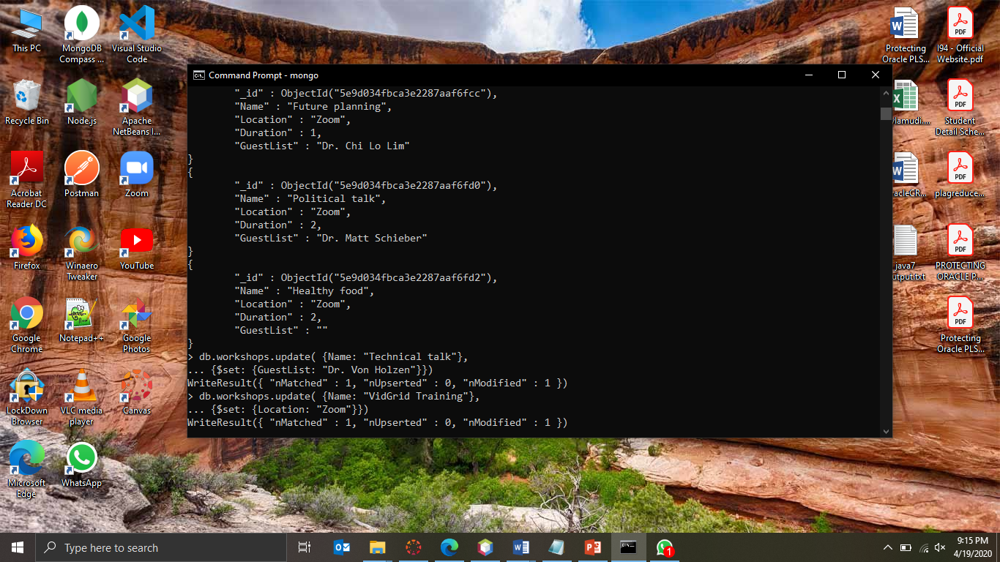 This PC
MongoDB
Compass ...
Visual Studio
Code
Recycle Bin
Node.js
Apache
NetBeans I...
Acrobat
Reader DC
Postman
Zoom
Firefox
Winaero
Tweaker
YouTube
Google
Chrome
Notepad++
Google
Photos
LockDown
Browser
VLC media
player
Canvas
Microsoft
Edge
WhatsApp
Command Prompt - mongo
"_id" : ObjectId("5e9d034fbca3e2287aaf6fcc"),
"Name" : "Future planning",
"Location" : "Zoom",
"Duration" : 1,
"GuestList" : "Dr. Chi Lo Lim"
}
{
"_id" : ObjectId("5e9d034fbca3e2287aaf6fd0"),
"Name" : "Political talk",
"Location" : "Zoom",
"Duration" : 2,
"GuestList" : "Dr. Matt Schieber"
}
{
"_id" : ObjectId("5e9d034fbca3e2287aaf6fd2"),
"Name" : "Healthy food",
"Location" : "Zoom",
"Duration" : 2,
"GuestList" : ""
}
> db.workshops.update( {Name: "Technical talk"},
... {$set: {GuestList: "Dr. Von Holzen"}})
WriteResult({ "nMatched" : 1, "nUpserted" : 0, "nModified" : 1 })
> db.workshops.update( {Name: "VidGrid Training"},
... {$set: {Location: "Zoom"}})
WriteResult({ "nMatched" : 1, "nUpserted" : 0, "nModified" : 1 })
Protecting
Oracle PLS...
I94 - Official
Website.pdf
Student
Detail Sche...
plagreduce...
PROTECTING
ORACLE P...
Protecting
Oracle PLS...
java7
PDF
PDF
PDF
PDF
PDF
Type here to search
1
9:15 PM
4/19/2020